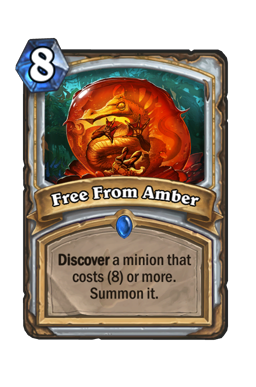 8
Free From Amber
Discover a minion that
costs (8) or more.
Summon it.